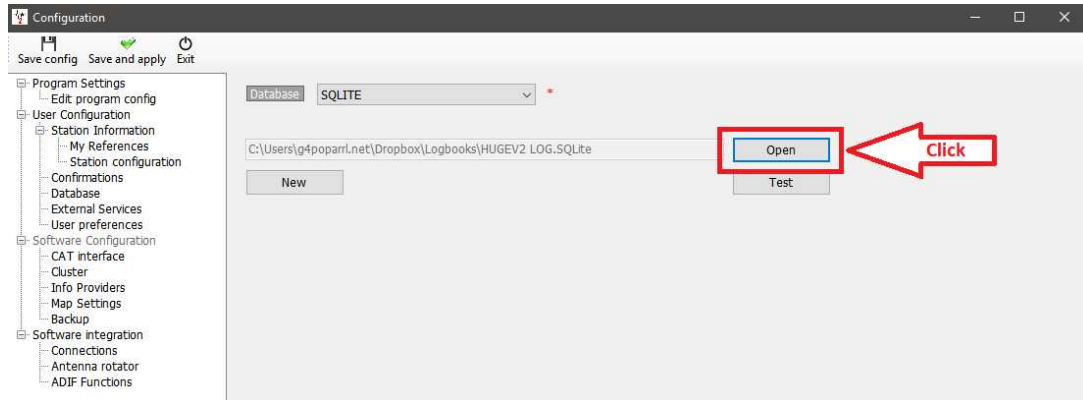 Configuration
Save config Save and apply Exit
Program Settings
Edit program config
User Configuration
Station Information
My References
Station configuration
Confirmations
Database
External Services
User preferences
Software Configuration
CAT interface
Cluster
Info Providers
Map Settings
Backup
Software integration
Connections
Antenna rotator
ADIF Functions
Database SQLITE *
C:\Users\g4poparrl.net\Dropbox\Logbooks\HUGEV2 LOG.SQLite Open Click
New Test